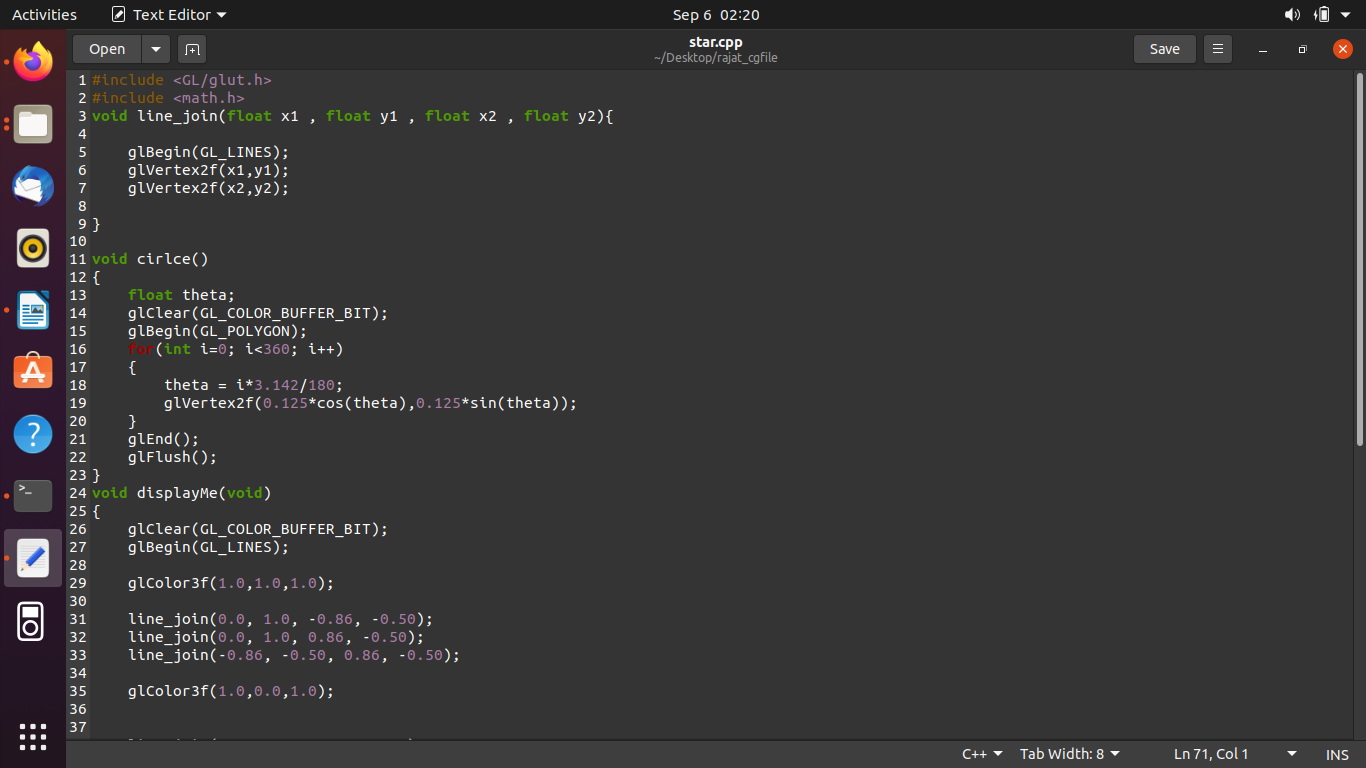 Activities Text Editor Sep 6 02:20
Open star.cpp Save
~/Desktop/rajat_cgfile
1 #include <GL/glut.h>
2 #include <math.h>
3 void line_join(float x1 , float y1 , float x2 , float y2){
4
5 glBegin(GL_LINES);
6 glVertex2f(x1,y1);
7 glVertex2f(x2,y2);
8
9 }
10
11 void cirlce()
12 {
13 float theta;
14 glClear(GL_COLOR_BUFFER_BIT);
15 glBegin(GL_POLYGON);
16 for(int i=0; i<360; i++)
17 {
18 theta = i*3.142/180;
19 glVertex2f(0.125*cos(theta),0.125*sin(theta));
20 }
21 glEnd();
22 glFlush();
23 }
24 void displayMe(void)
25 {
26 glClear(GL_COLOR_BUFFER_BIT);
27 glBegin(GL_LINES);
28
29 glColor3f(1.0,1.0,1.0);
30
31 line_join(0.0, 1.0, -0.86, -0.50);
32 line_join(0.0, 1.0, 0.86, -0.50);
33 line_join(-0.86, -0.50, 0.86, -0.50);
34
35 glColor3f(1.0,0.0,1.0);
36
37
C++ Tab Width: 8 Ln 71, Col 1 INS